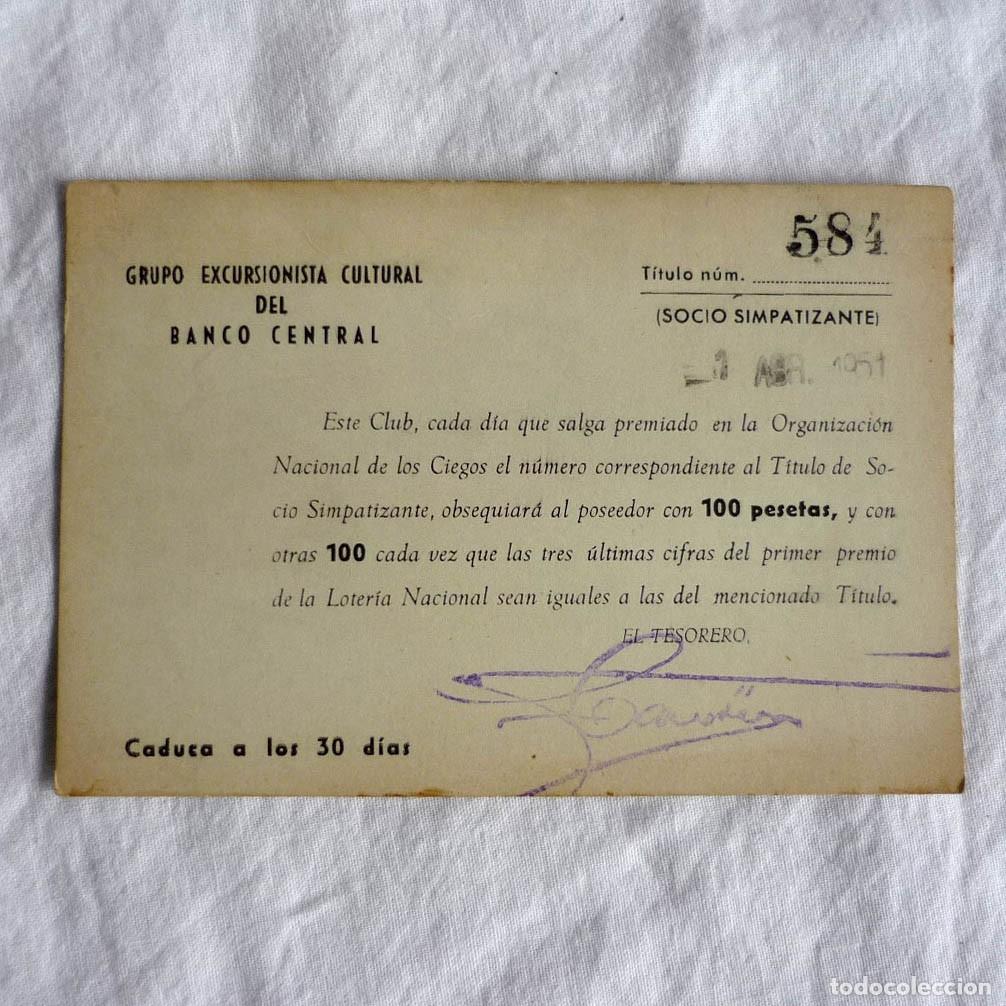 584
GRUPO EXCURSIONISTA CULTURAL
DEL
BANCO CENTRAL
Título núm.
(SOCIO SIMPATIZANTE)
1 ABR. 1951
Este Club, cada día que salga premiado en la Organización
Nacional de los Ciegos el número correspondiente al Título de So-
cio Simpatizante, obsequiará al poseedor con 100 pesetas, y con
otras 100 cada vez que las tres últimas cifras del primer premio
de la Lotería Nacional sean iguales a las del mencionado Título.
EL TESORERO,
Caduca a los 30 días
todocoleccion